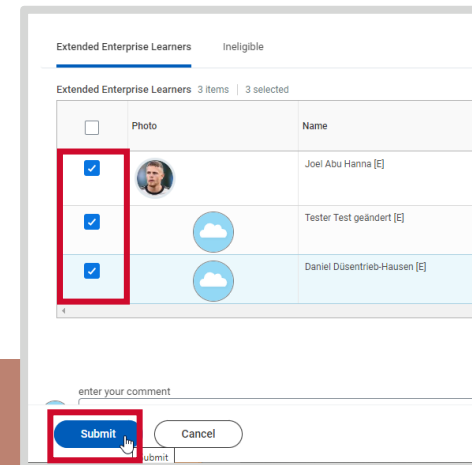 Extended Enterprise Learners Ineligible
Extended Enterprise Learners 3 items | 3 selected
Photo Name
Joel Abu Hanna [E]
Tester Test geändert [E]
Daniel Düsentrieb-Hausen [E]
enter your comment
Submit Cancel
Submit